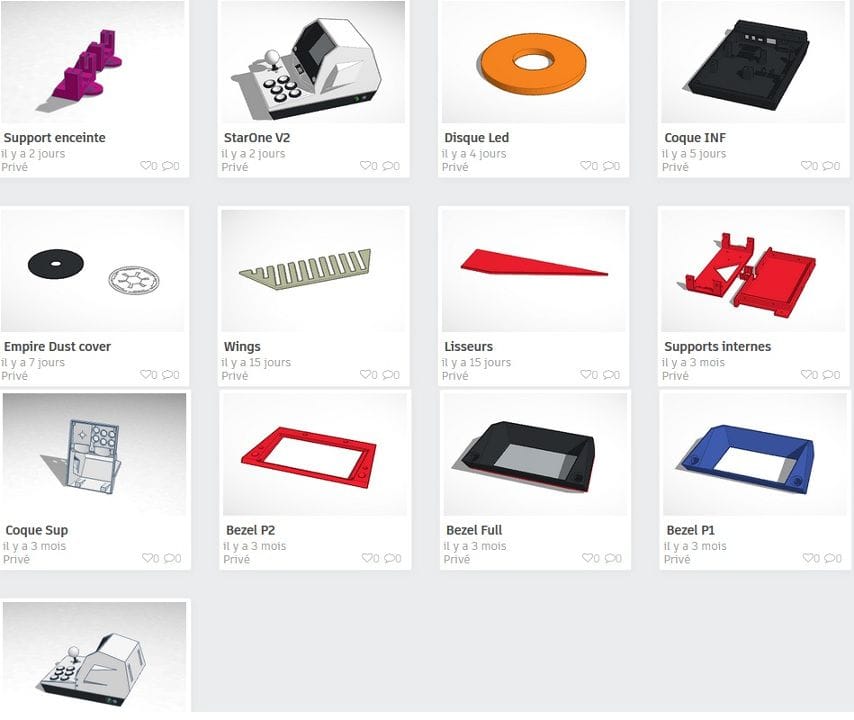 Support enceinte
il y a 2 jours
Privé
0 0
StarOne V2
il y a 2 jours
Privé
0 0
Disque Led
il y a 4 jours
Privé
0 0
Coque INF
il y a 5 jours
Privé
0 0
Empire Dust cover
il y a 7 jours
Privé
0 0
Wings
il y a 15 jours
Privé
0 0
Lisseurs
il y a 15 jours
Privé
0 0
Supports internes
il y a 3 mois
Privé
0 0
Coque Sup
il y a 3 mois
Privé
0 0
Bezel P2
il y a 3 mois
Privé
0 0
Bezel Full
il y a 3 mois
Privé
0 0
Bezel P1
il y a 3 mois
Privé
0 0